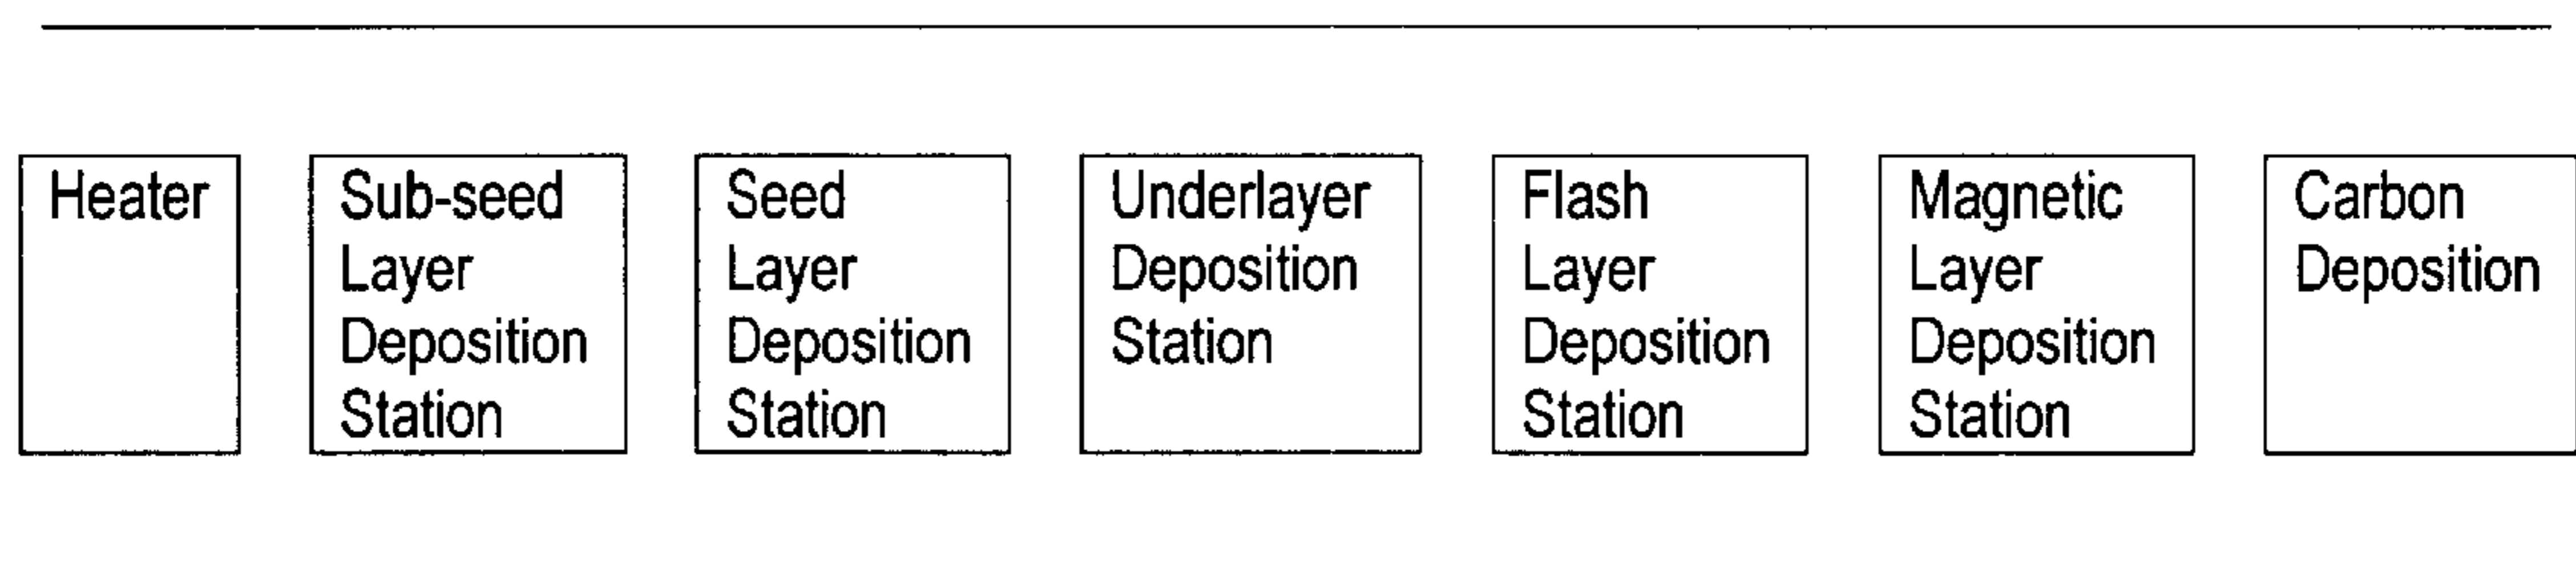 Heater
Sub-seed
Layer
Deposition
Station
Seed
Layer
Deposition
Station
Underlayer
Deposition
Station
Flash
Layer
Deposition
Station
Magnetic
Layer
Deposition
Station
Carbon
Deposition